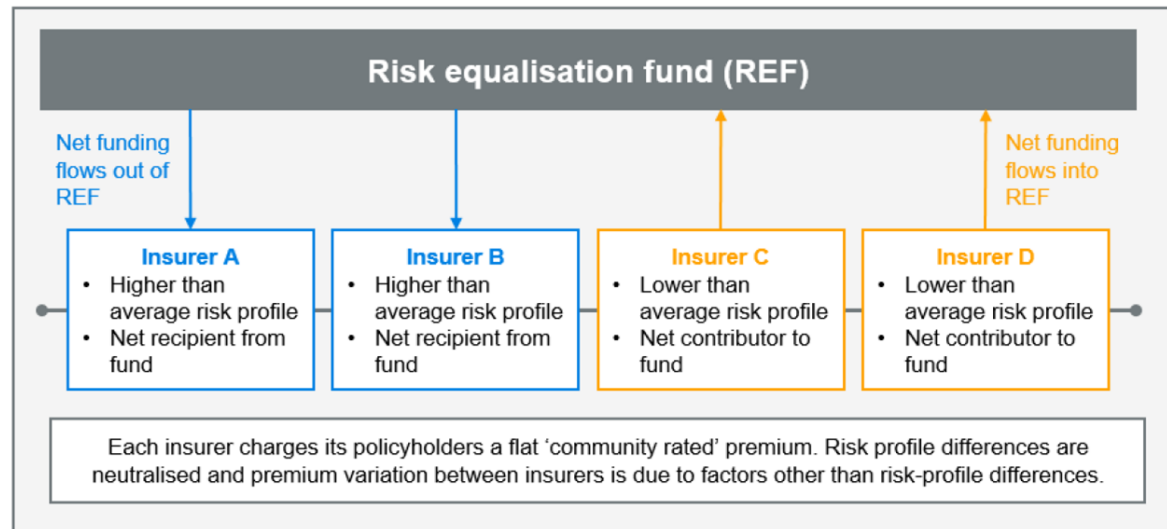 Risk equalisation fund (REF)
Net funding
flows out of
REF
Net funding
flows into
REF
Insurer A
• Higher than
average risk profile
• Net recipient from
fund
Insurer B
• Higher than
average risk profile
• Net recipient from
fund
Insurer C
• Lower than
average risk profile
• Net contributor to
fund
Insurer D
• Lower than
average risk profile
• Net contributor to
fund
Each insurer charges its policyholders a flat ‘community rated’ premium. Risk profile differences are
neutralised and premium variation between insurers is due to factors other than risk-profile differences.